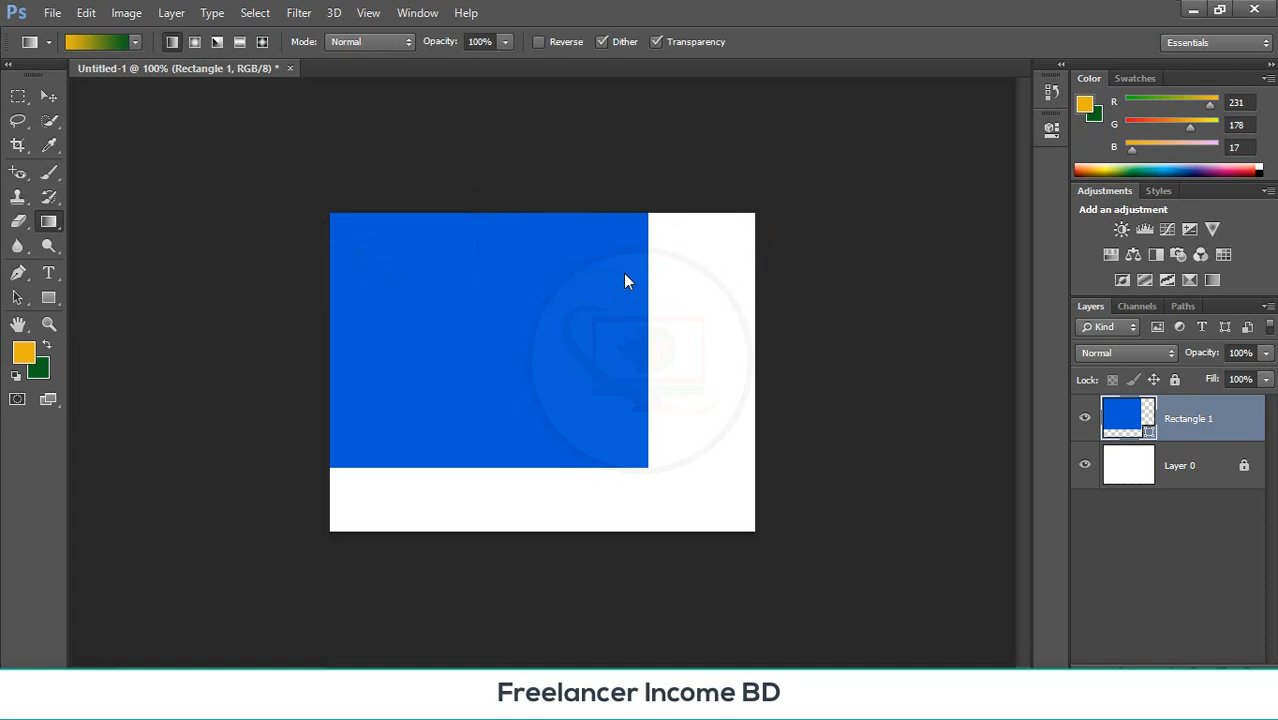 Ps File Edit Image Layer Type Select Filter 3D View Window Help
Mode: Normal Opacity: 100% Reverse Dither Transparency Essentials
Untitled-1 @ 100% (Rectangle 1, RGB/8) * ×
Color Swatches
R 231
G 178
B 17
Adjustments Styles
Add an adjustment
Layers Channels Paths
Kind
Normal Opacity: 100%
Lock: Fill: 100%
Rectangle 1
Layer 0
Freelancer Income BD